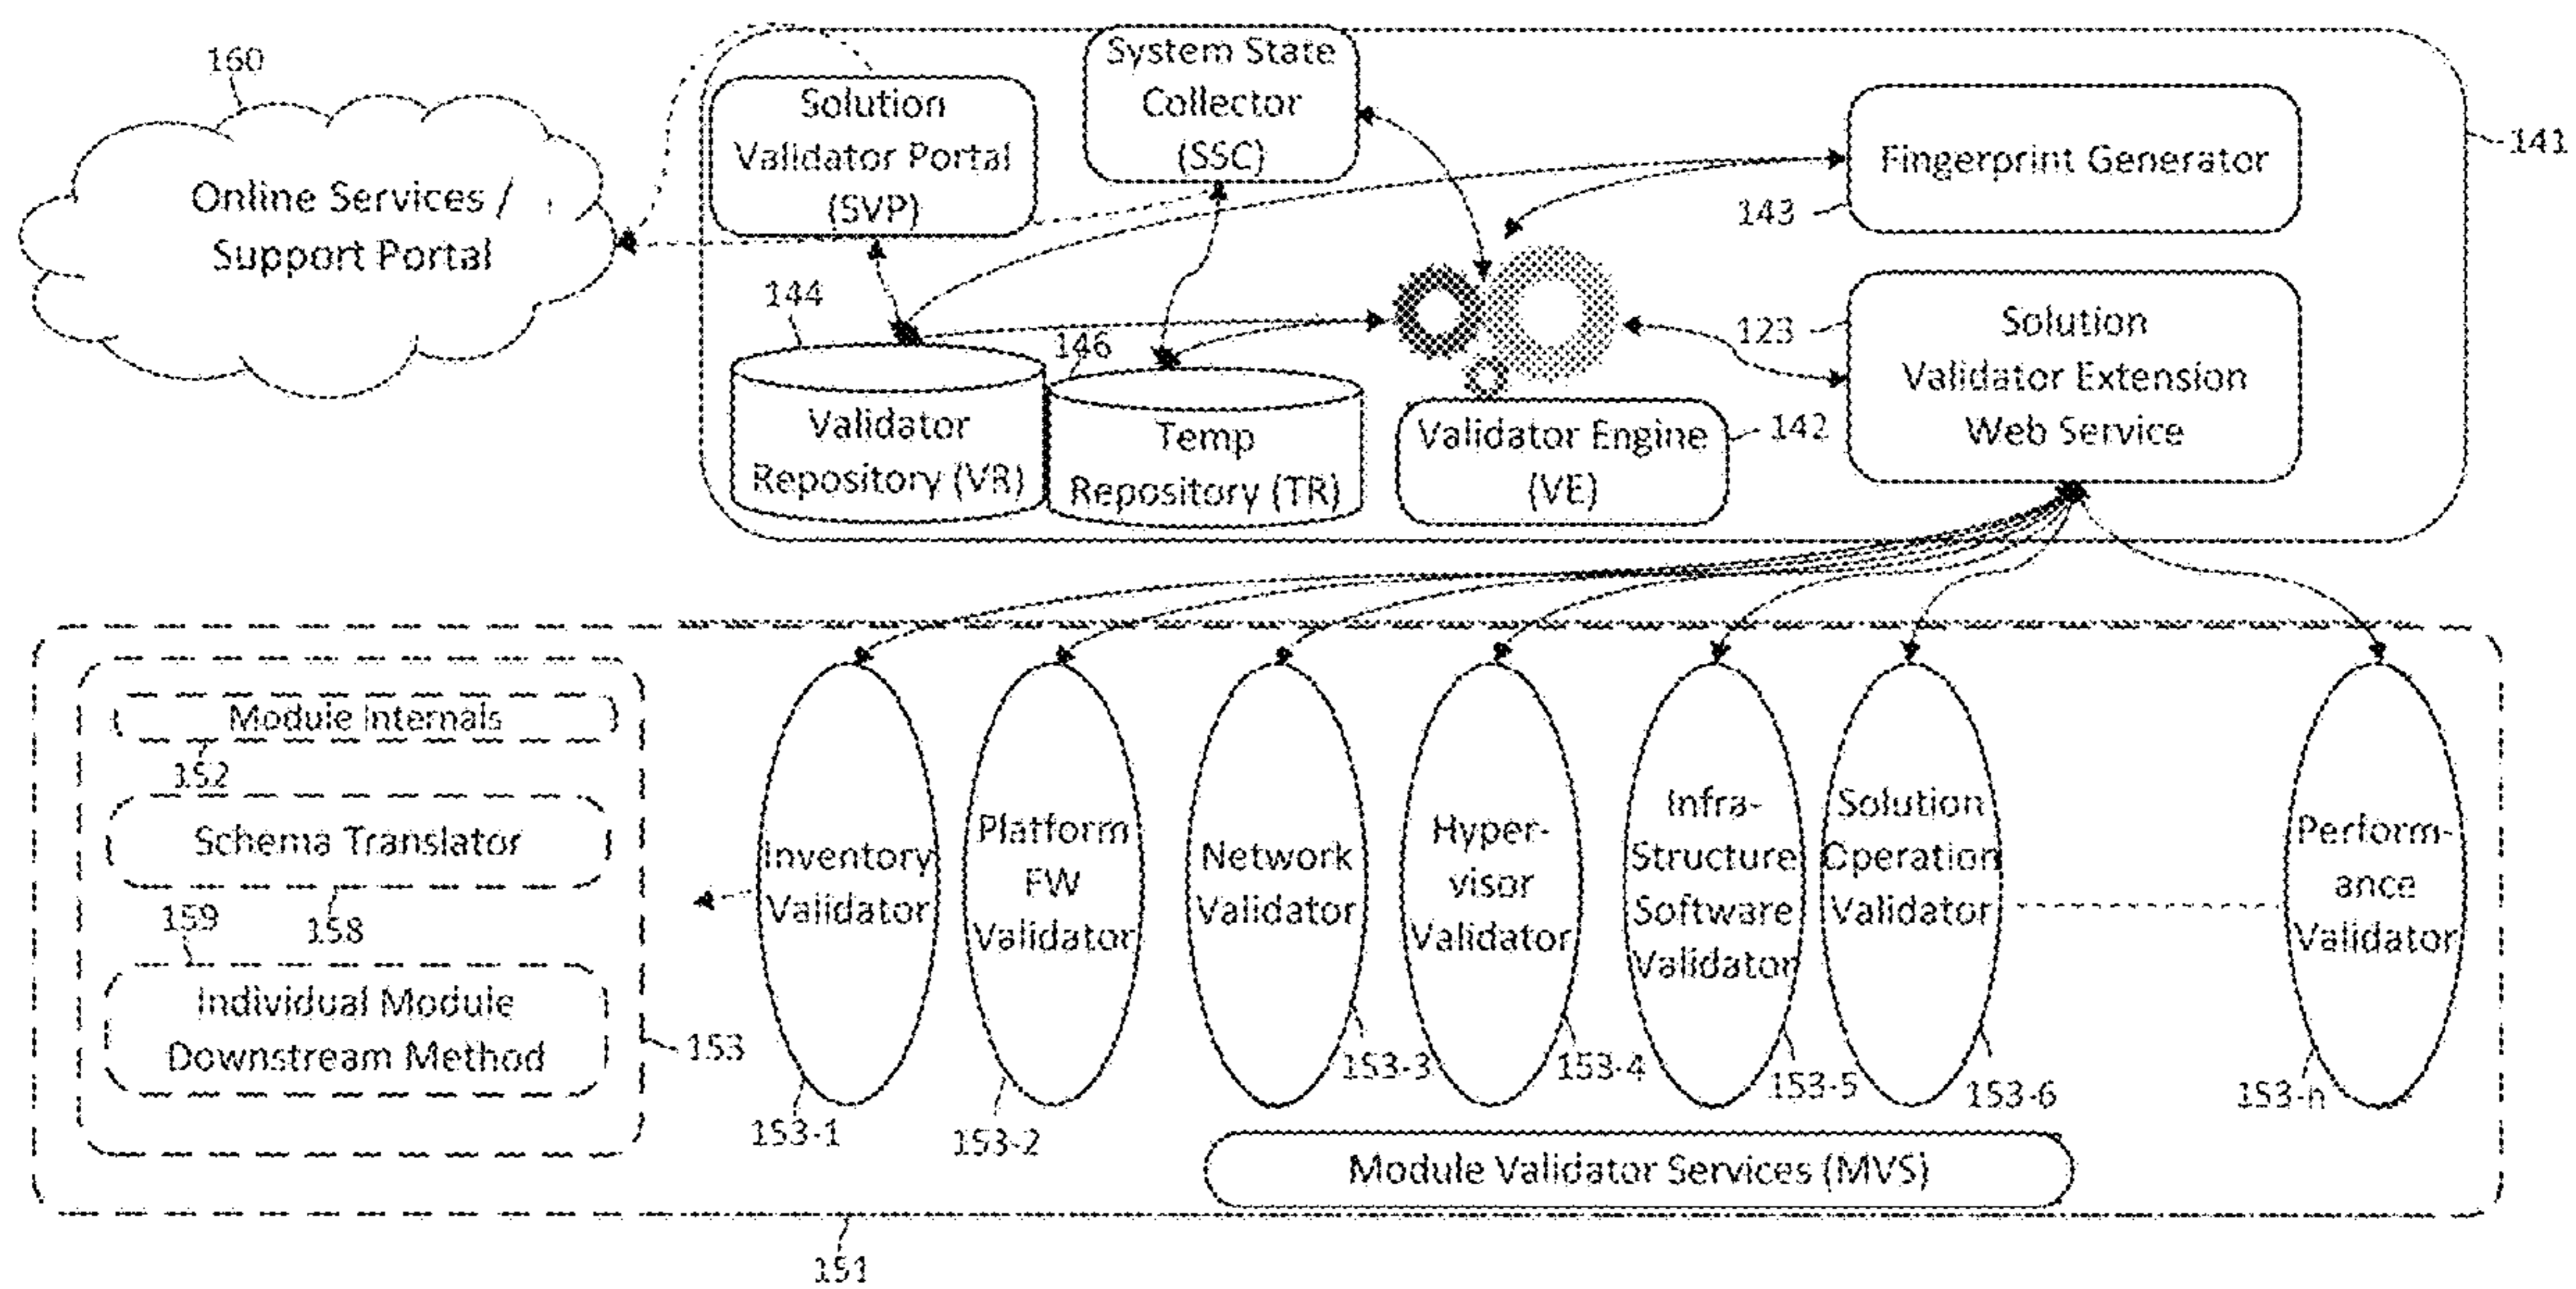 160
Online Services /
Support Portal
Solution
Validator Portal
(SVP)
System State
Collector
(SSC)
Fingerprint Generator
141
143
144
146
123
Solution
Validator Extension
Web Service
Validator
Repository (VR)
Temp
Repository (TR)
Validator Engine
(VE)
142
Module Internals
152
Schema Translator
159
158
Individual Module
Downstream Method
153
Inventory
Validator
Platform
FW
Validator
Network
Validator
Hyper-
visor
Validator
Infra-
Structure
Software
Validator
Solution
Operation
Validator
Perform-
ance
Validator
153-1
153-2
153-3
153-4
153-5
153-6
153-n
Module Validator Services (MVS)
151